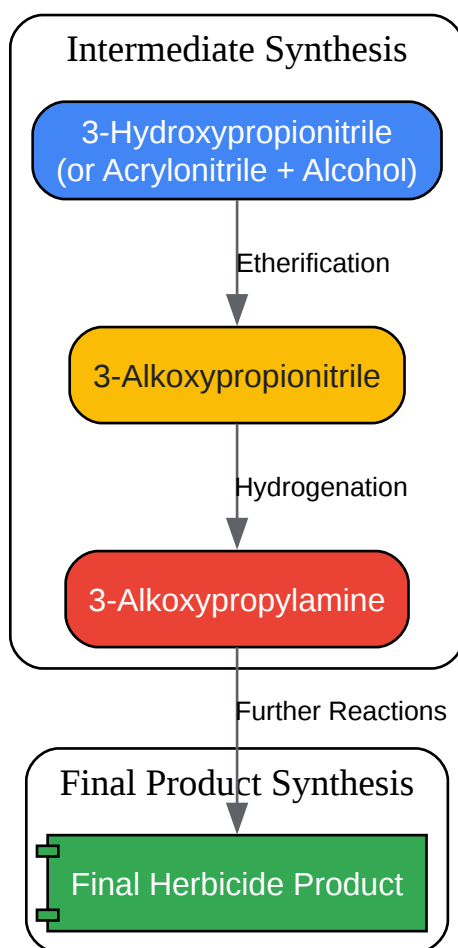 Intermediate Synthesis
3-Hydroxypropionitrile
(or Acrylonitrile + Alcohol)
Etherification
3-Alkoxypropionitrile
Hydrogenation
3-Alkoxypropylamine
Further Reactions
Final Product Synthesis
Final Herbicide Product